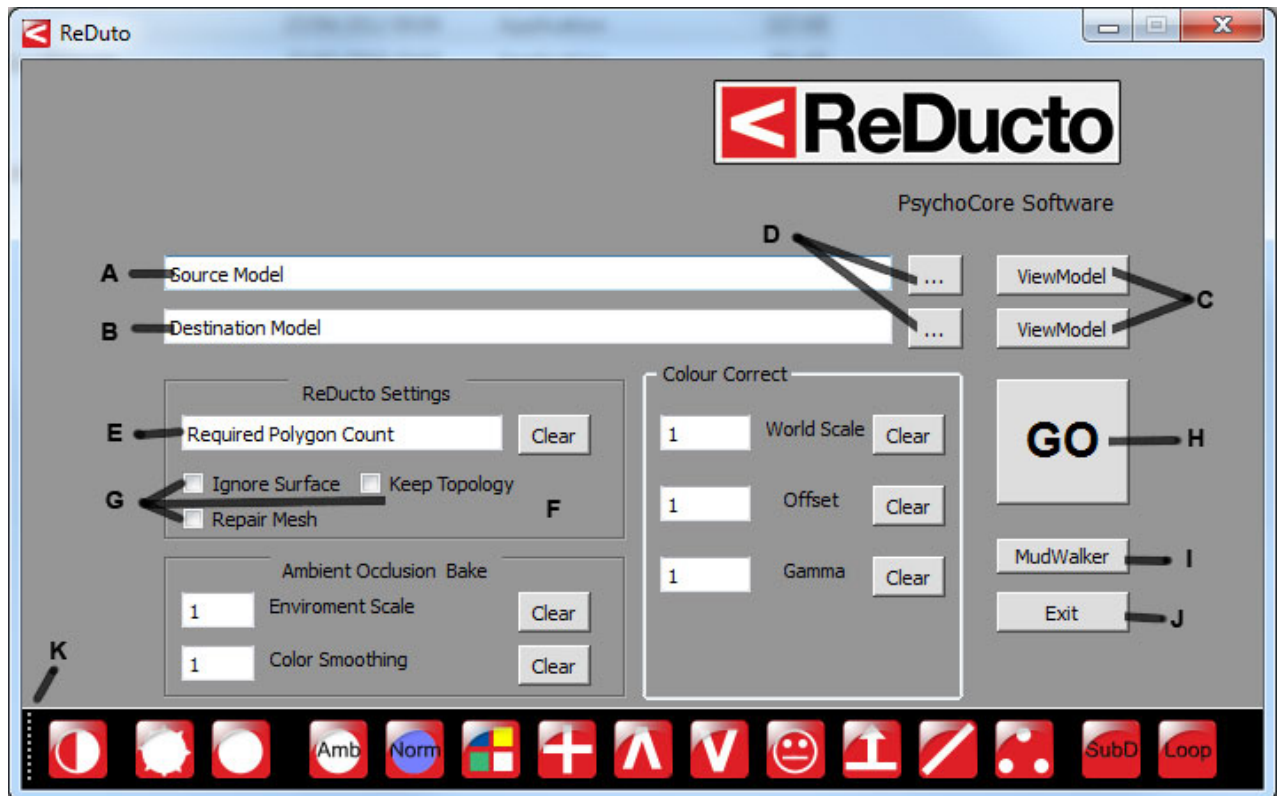 ReDuto
X
ReDucto
PsychoCore Software
D
A Source Model ... ViewModel
C
B Destination Model ... ViewModel
ReDucto Settings
Colour Correct
E Required Polygon Count Clear
1 World Scale Clear
GO H
G Ignore Surface Keep Topology
Repair Mesh F
1 Offset Clear
Ambient Occlusion Bake
1 Enviroment Scale Clear
1 Gamma Clear
MudWalker I
Exit J
K
1 Color Smoothing Clear
Amb Norm SubD Loop